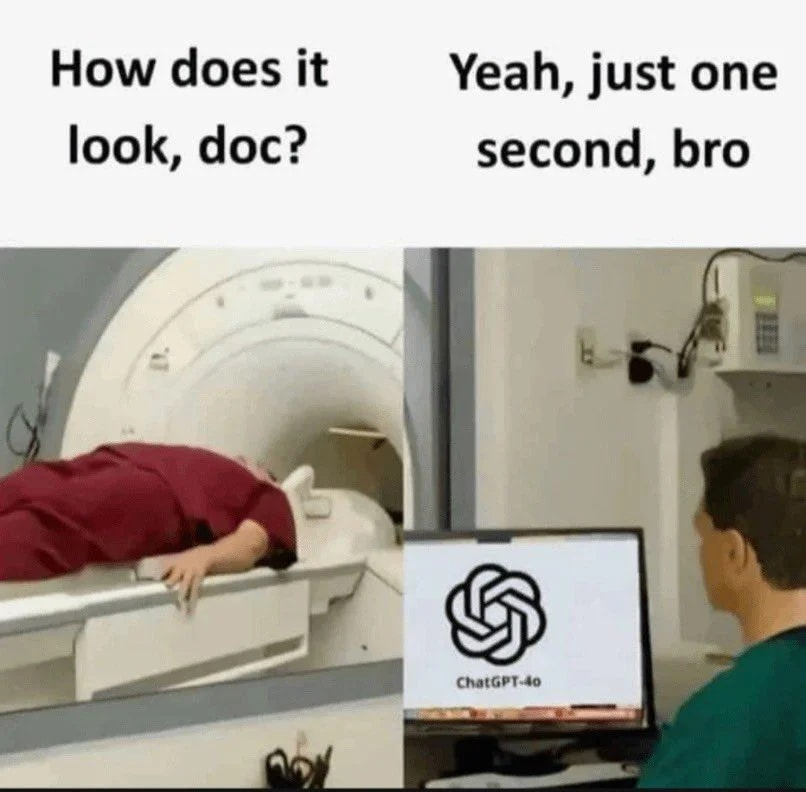 How does it
look, doc?
Yeah, just one
second, bro
ChatGPT-4o